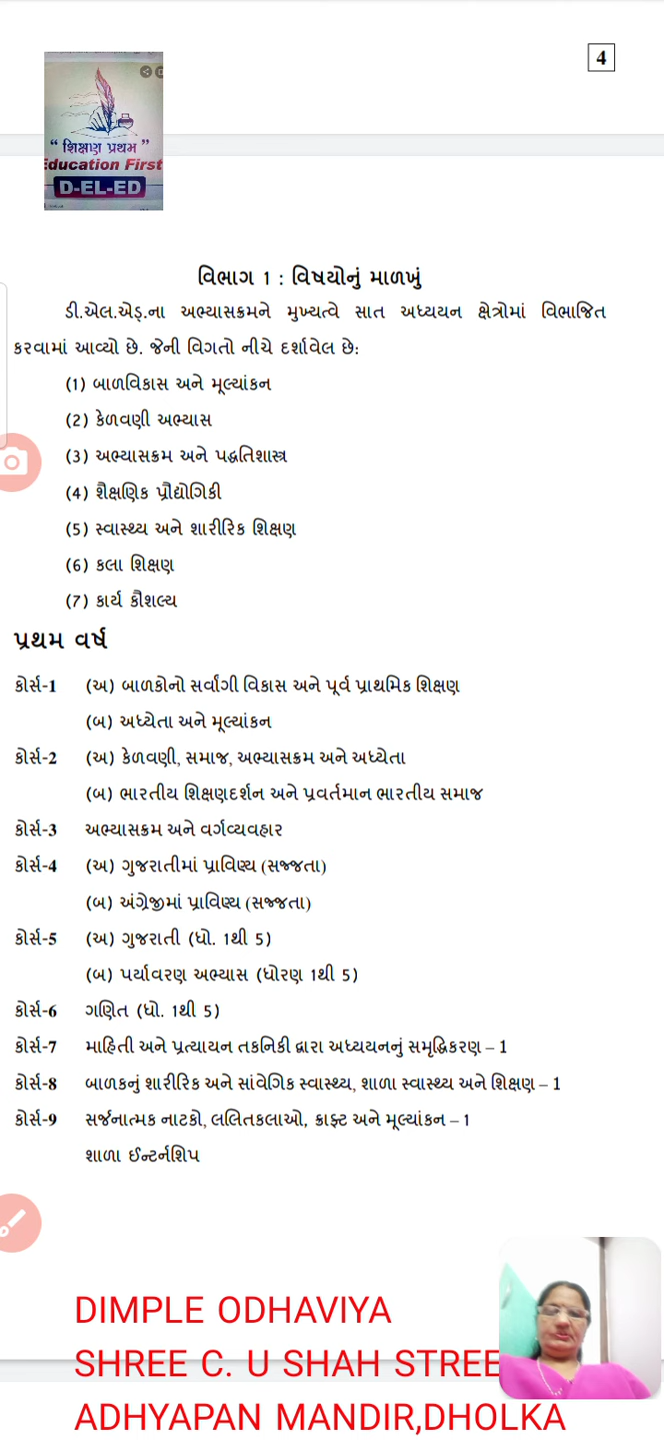 4
“ શિક્ષણ પ્રથમ ”
Education First
D-EL-ED
વિભાગ 1 : વિષયોનું માળખું
ડી.એલ.એડ્.ના અભ્યાસક્રમને મુખ્યત્વે સાત અધ્યયન ક્ષેત્રોમાં વિભાજિત
કરવામાં આવ્યો છે. જેની વિગતો નીચે દર્શાવેલ છે:
(1) બાળવિકાસ અને મૂલ્યાંકન
(2) કેળવણી અભ્યાસ
(3) અભ્યાસક્રમ અને પદ્ધતિશાસ્ત્ર
(4) શૈક્ષણિક પ્રૌદ્યોગિકી
(5) સ્વાસ્થ્ય અને શારીરિક શિક્ષણ
(6) કલા શિક્ષણ
(7) કાર્ય કૌશલ્ય
પ્રથમ વર્ષ
કોર્સ-1 (અ) બાળકોનો સર્વાંગી વિકાસ અને પૂર્વ પ્રાથમિક શિક્ષણ
(બ) અધ્યેતા અને મૂલ્યાંકન
કોર્સ-2 (અ) કેળવણી, સમાજ, અભ્યાસક્રમ અને અધ્યેતા
(બ) ભારતીય શિક્ષણદર્શન અને પ્રવર્તમાન ભારતીય સમાજ
કોર્સ-3 અભ્યાસક્રમ અને વર્ગવ્યવહાર
કોર્સ-4 (અ) ગુજરાતીમાં પ્રાવિણ્ય (સજ્જતા)
(બ) અંગ્રેજીમાં પ્રાવિણ્ય (સજ્જતા)
કોર્સ-5 (અ) ગુજરાતી (ધો. 1થી 5)
(બ) પર્યાવરણ અભ્યાસ (ધોરણ 1થી 5)
કોર્સ-6 ગણિત (ધો. 1થી 5)
કોર્સ-7 માહિતી અને પ્રત્યાયન તકનિકી દ્વારા અધ્યયનનું સમૃદ્ધિકરણ – 1
કોર્સ-8 બાળકનું શારીરિક અને સાંવેગિક સ્વાસ્થ્ય, શાળા સ્વાસ્થ્ય અને શિક્ષણ – 1
કોર્સ-9 સર્જનાત્મક નાટકો, લલિતકલાઓ, ક્રાફ્ટ અને મૂલ્યાંકન – 1
શાળા ઈન્ટર્નશિપ
DIMPLE ODHAVIYA
SHREE C. U SHAH STREE
ADHYAPAN MANDIR,DHOLKA